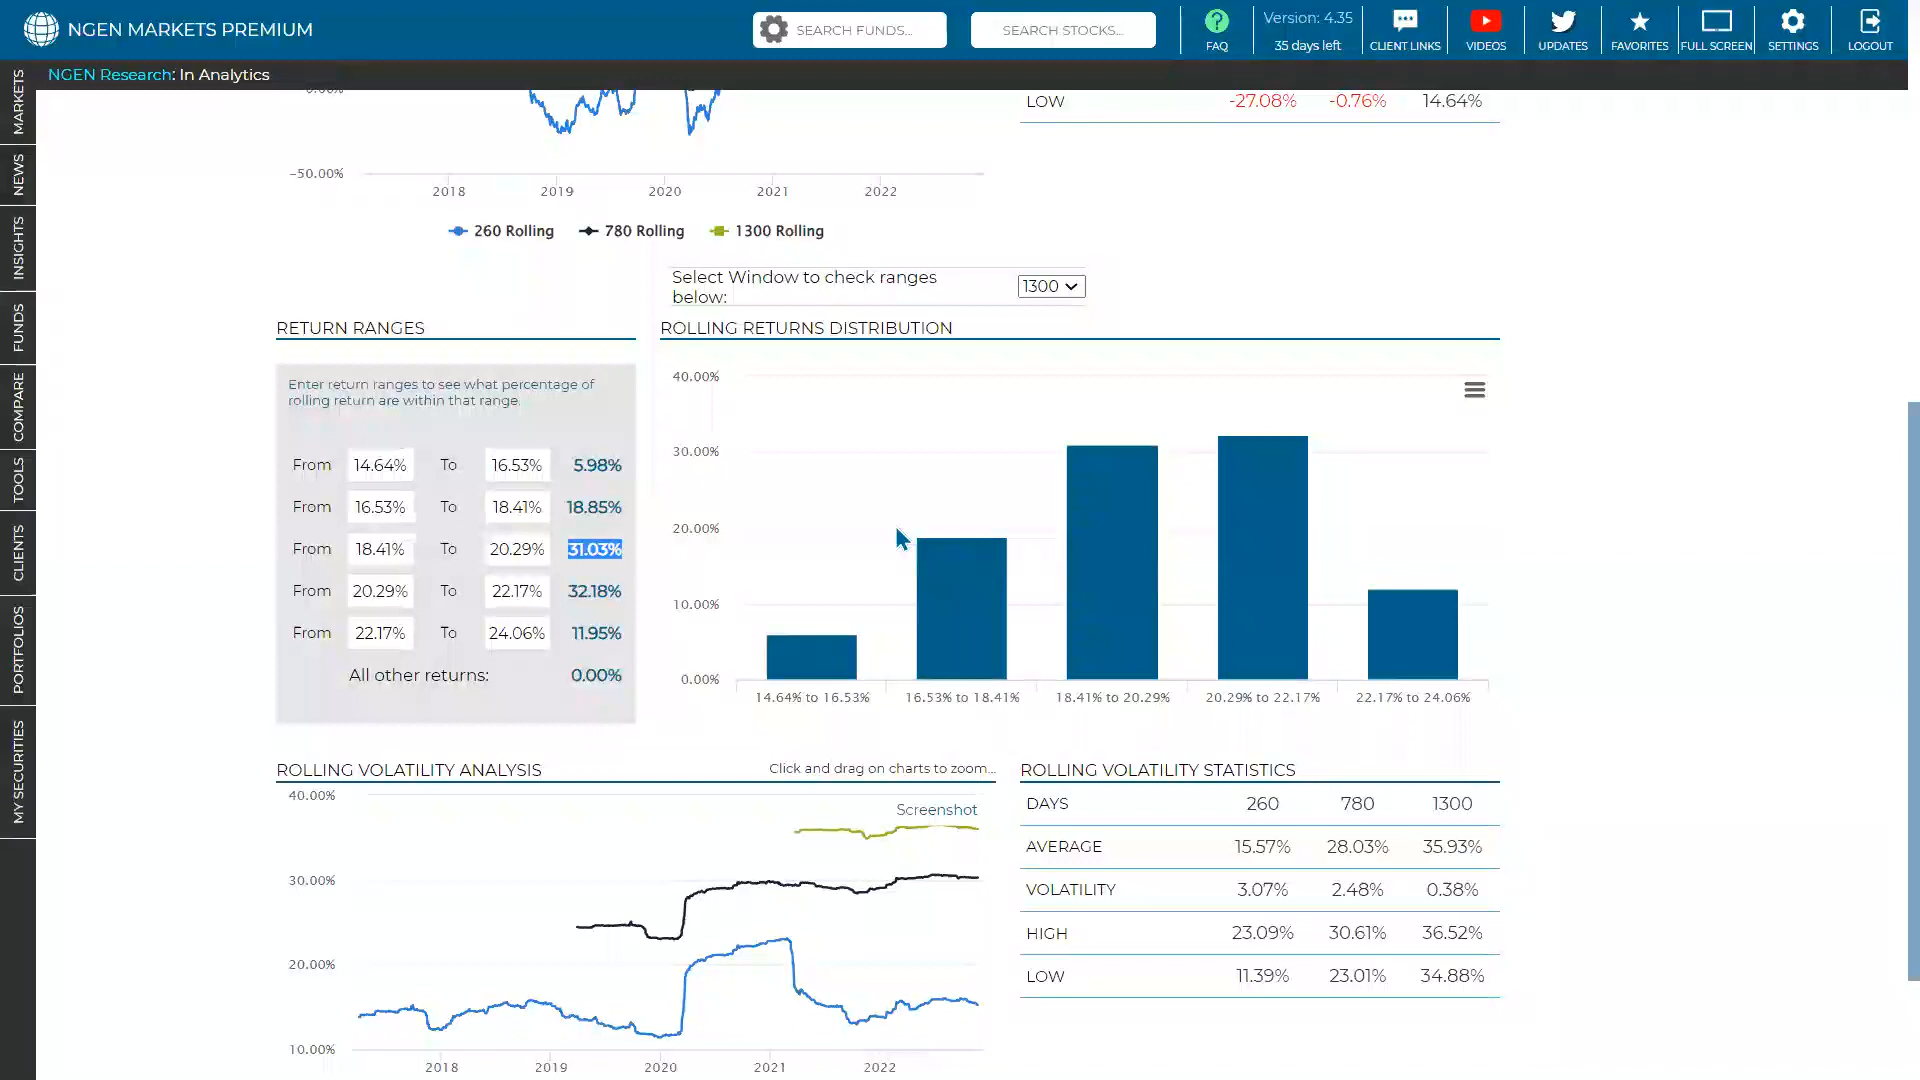 NGEN MARKETS PREMIUM
SEARCH FUNDS...
SEARCH STOCKS...
FAQ
Version: 4.35
35 days left
CLIENT LINKS
VIDEOS
UPDATES
FAVORITES
FULL SCREEN
SETTINGS
LOGOUT
NGEN Research: In Analytics
MARKETS
NEWS
INSIGHTS
FUNDS
COMPARE
TOOLS
CLIENTS
PORTFOLIOS
MY SECURITIES
0.00%
-50.00%
2018 2019 2020 2021 2022
260 Rolling 780 Rolling 1300 Rolling
LOW -27.08% -0.76% 14.64%
Select Window to check ranges
below:
1300
RETURN RANGES
Enter return ranges to see what percentage of
rolling return are within that range.
From 14.64% To 16.53% 5.98%
From 16.53% To 18.41% 18.85%
From 18.41% To 20.29% 31.03%
From 20.29% To 22.17% 32.18%
From 22.17% To 24.06% 11.95%
All other returns: 0.00%
ROLLING RETURNS DISTRIBUTION
40.00%
30.00%
20.00%
10.00%
0.00%
14.64% to 16.53% 16.53% to 18.41% 18.41% to 20.29% 20.29% to 22.17% 22.17% to 24.06%
ROLLING VOLATILITY ANALYSIS
Click and drag on charts to zoom...
Screenshot
40.00%
30.00%
20.00%
10.00%
2018 2019 2020 2021 2022
ROLLING VOLATILITY STATISTICS
DAYS 260 780 1300
AVERAGE 15.57% 28.03% 35.93%
VOLATILITY 3.07% 2.48% 0.38%
HIGH 23.09% 30.61% 36.52%
LOW 11.39% 23.01% 34.88%